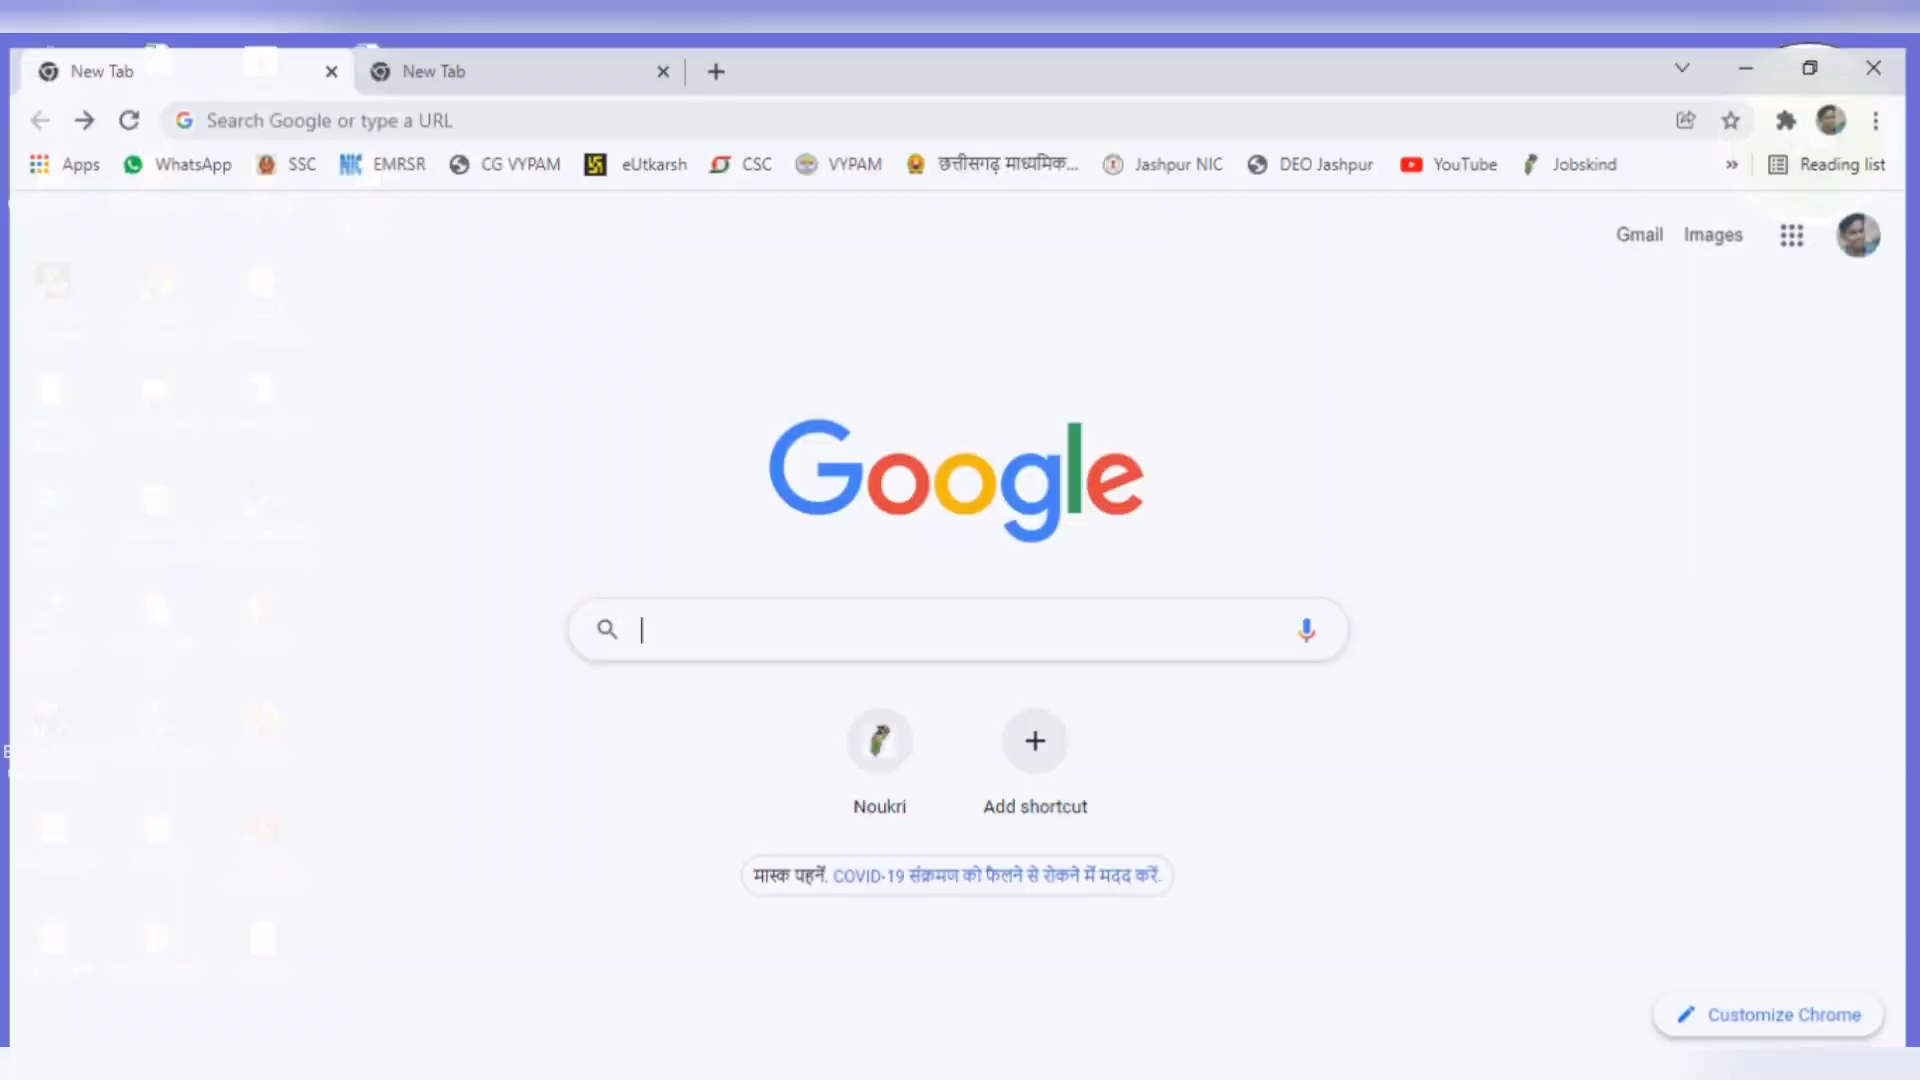 New Tab
New Tab
Search Google or type a URL
Apps WhatsApp SSC EMRSR CG VYPAM eUtkarsh CSC VYPAM छत्तीसगढ़ माध्यमिक... Jashpur NIC DEO Jashpur YouTube Jobskind » Reading list
Gmail Images
Google
Noukri Add shortcut
मास्क पहनें. COVID-19 संक्रमण को फैलने से रोकने में मदद करें.
Customize Chrome